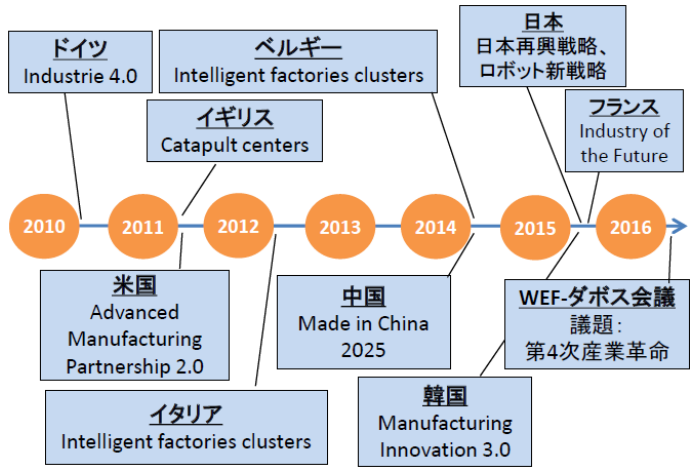 ドイツ
Industrie 4.0
ベルギー
Intelligent factories clusters
日本
日本再興戦略、
ロボット新戦略
イギリス
Catapult centers
フランス
Industry of
the Future
2010
2011
2012
2013
2014
2015
2016
米国
Advanced
Manufacturing
Partnership 2.0
中国
Made in China
2025
WEF-ダボス会議
議題：
第4次産業革命
イタリア
Intelligent factories clusters
韓国
Manufacturing
Innovation 3.0